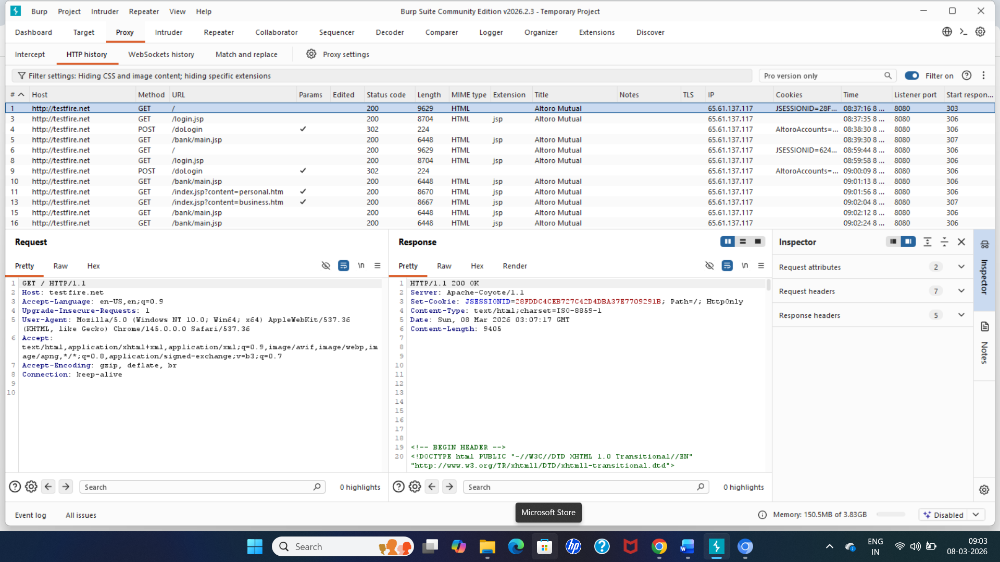 Burp Project Intruder Repeater View Help Burp Suite Community Edition v2026.2.3 - Temporary Project
Dashboard Target Proxy Intruder Repeater Collaborator Sequencer Decoder Comparer Logger Organizer Extensions Discover
Intercept HTTP history WebSockets history Match and replace Proxy settings
Filter settings: Hiding CSS and image content; hiding specific extensions Pro version only Filter on
# Host Method URL Params Edited Status code Length MIME type Extension Title Notes TLS IP Cookies Time Listener port Start respon...
1 http://testfire.net GET / 200 9629 HTML Altoro Mutual 65.61.137.117 JSESSIONID=28F... 08:37:16 8 ... 8080 303
3 http://testfire.net GET /login.jsp 200 8704 HTML jsp Altoro Mutual 65.61.137.117 08:37:35 8 ... 8080 306
4 http://testfire.net POST /doLogin ✓ 302 224 65.61.137.117 AltoroAccounts=... 08:38:30 8 ... 8080 306
5 http://testfire.net GET /bank/main.jsp 200 6448 HTML jsp Altoro Mutual 65.61.137.117 08:39:30 8 ... 8080 307
6 http://testfire.net GET / 200 9629 HTML Altoro Mutual 65.61.137.117 JSESSIONID=624... 08:59:44 8 ... 8080 306
8 http://testfire.net GET /login.jsp 200 8704 HTML jsp Altoro Mutual 65.61.137.117 08:59:58 8 ... 8080 306
9 http://testfire.net POST /doLogin ✓ 302 224 65.61.137.117 AltoroAccounts=... 09:00:09 8 ... 8080 306
10 http://testfire.net GET /bank/main.jsp 200 6448 HTML jsp Altoro Mutual 65.61.137.117 09:01:13 8 ... 8080 306
11 http://testfire.net GET /index.jsp?content=personal.htm ✓ 200 8670 HTML jsp Altoro Mutual 65.61.137.117 09:01:56 8 ... 8080 306
13 http://testfire.net GET /index.jsp?content=business.htm ✓ 200 8667 HTML jsp Altoro Mutual 65.61.137.117 09:02:04 8 ... 8080 307
15 http://testfire.net GET /bank/main.jsp 200 6448 HTML jsp Altoro Mutual 65.61.137.117 09:02:12 8 ... 8080 306
16 http://testfire.net GET /bank/main.jsp 200 6448 HTML jsp Altoro Mutual 65.61.137.117 09:02:24 8 ... 8080 306
Request
Pretty Raw Hex \n
1 GET / HTTP/1.1
2 Host: testfire.net
3 Accept-Language: en-US,en;q=0.9
4 Upgrade-Insecure-Requests: 1
5 User-Agent: Mozilla/5.0 (Windows NT 10.0; Win64; x64) AppleWebKit/537.36
(KHTML, like Gecko) Chrome/145.0.0.0 Safari/537.36
6 Accept:
text/html,application/xhtml+xml,application/xml;q=0.9,image/avif,image/webp,im
age/apng,*/*;q=0.8,application/signed-exchange;v=b3;q=0.7
7 Accept-Encoding: gzip, deflate, br
8 Connection: keep-alive
9
10
Search 0 highlights
Response
Pretty Raw Hex Render \n
1 HTTP/1.1 200 OK
2 Server: Apache-Coyote/1.1
3 Set-Cookie: JSESSIONID=28FDDC4CEB727C42D4DBA37E7709291B; Path=/; HttpOnly
4 Content-Type: text/html;charset=ISO-8859-1
5 Date: Sun, 08 Mar 2026 03:07:17 GMT
6 Content-Length: 9405
7
8
9
10
11
12
13
14
15
16
17
18
19 <!-- BEGIN HEADER -->
20 <!DOCTYPE html PUBLIC "-//W3C//DTD XHTML 1.0 Transitional//EN"
"http://www.w3.org/TR/xhtml1/DTD/xhtml1-transitional.dtd">
Search 0 highlights
Inspector
Request attributes 2
Request headers 7
Response headers 5
Inspector
Notes
Microsoft Store
Event log All issues Memory: 150.5MB of 3.83GB Disabled
Search
hp
W
ENG
IN
09:03
08-03-2026